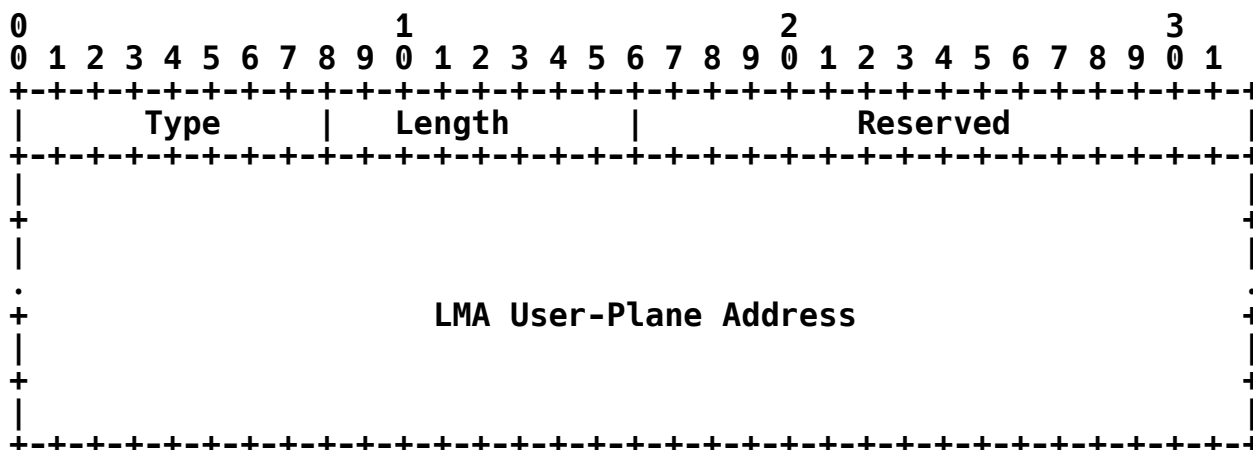 0                   1                   2                   3
0 1 2 3 4 5 6 7 8 9 0 1 2 3 4 5 6 7 8 9 0 1 2 3 4 5 6 7 8 9 0 1
+-+-+-+-+-+-+-+-+-+-+-+-+-+-+-+-+-+-+-+-+-+-+-+-+-+-+-+-+-+-+-+-+
|      Type     |   Length      |           Reserved            |
+-+-+-+-+-+-+-+-+-+-+-+-+-+-+-+-+-+-+-+-+-+-+-+-+-+-+-+-+-+-+-+-+
|                                                               |
+                                                               +
|                                                               |
.                                                               .
+                     LMA User-Plane Address                    +
|                                                               |
+                                                               +
|                                                               |
+-+-+-+-+-+-+-+-+-+-+-+-+-+-+-+-+-+-+-+-+-+-+-+-+-+-+-+-+-+-+-+-+